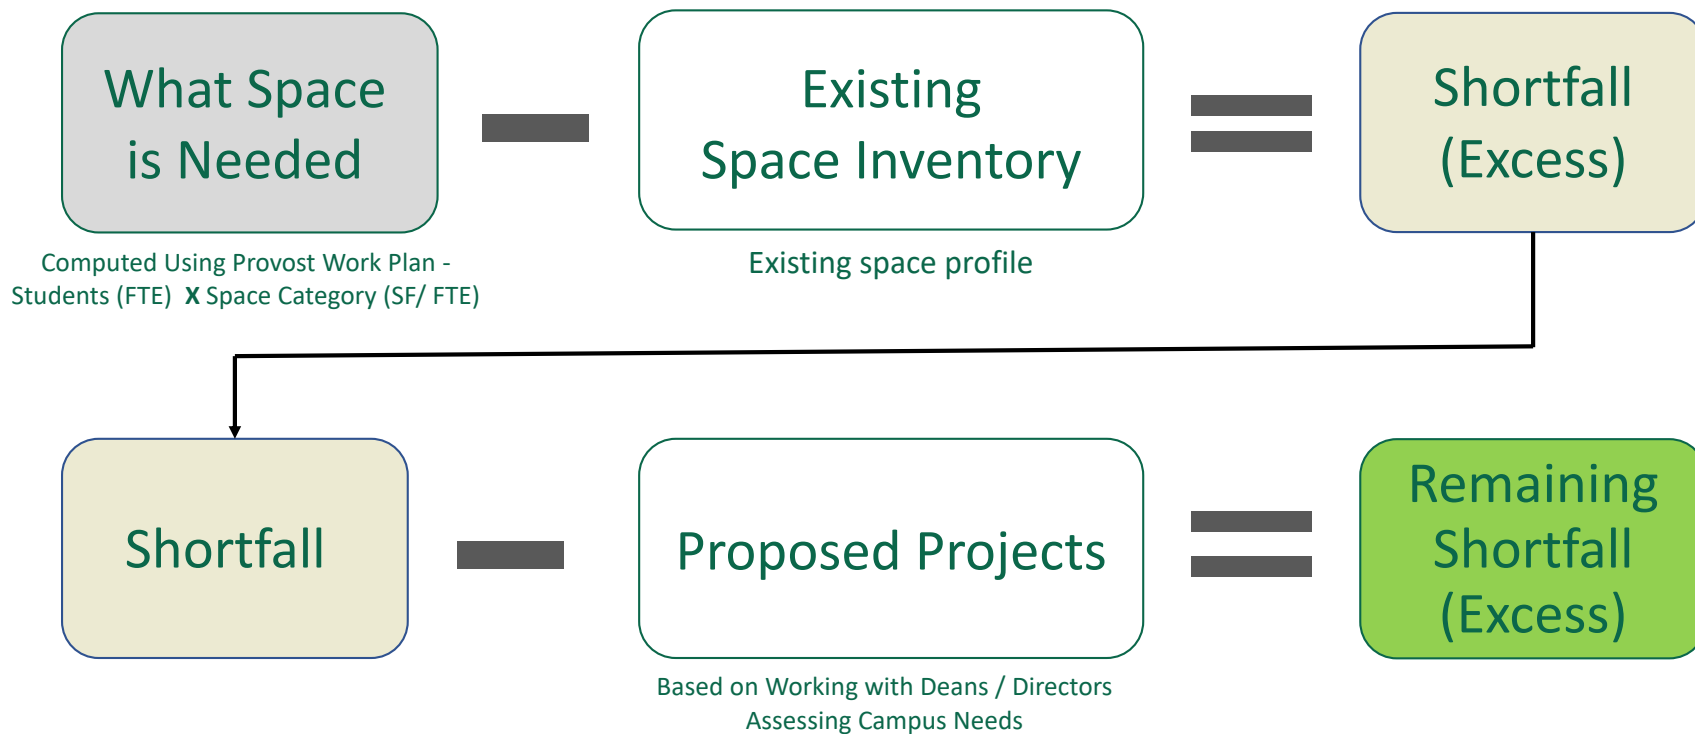 What Space
is Needed
Existing
Space Inventory
Shortfall
(Excess)
Computed Using Provost Work Plan -
Students (FTE) X Space Category (SF/ FTE)
Existing space profile
Shortfall
Proposed Projects
Remaining
Shortfall
(Excess)
Based on Working with Deans / Directors
Assessing Campus Needs